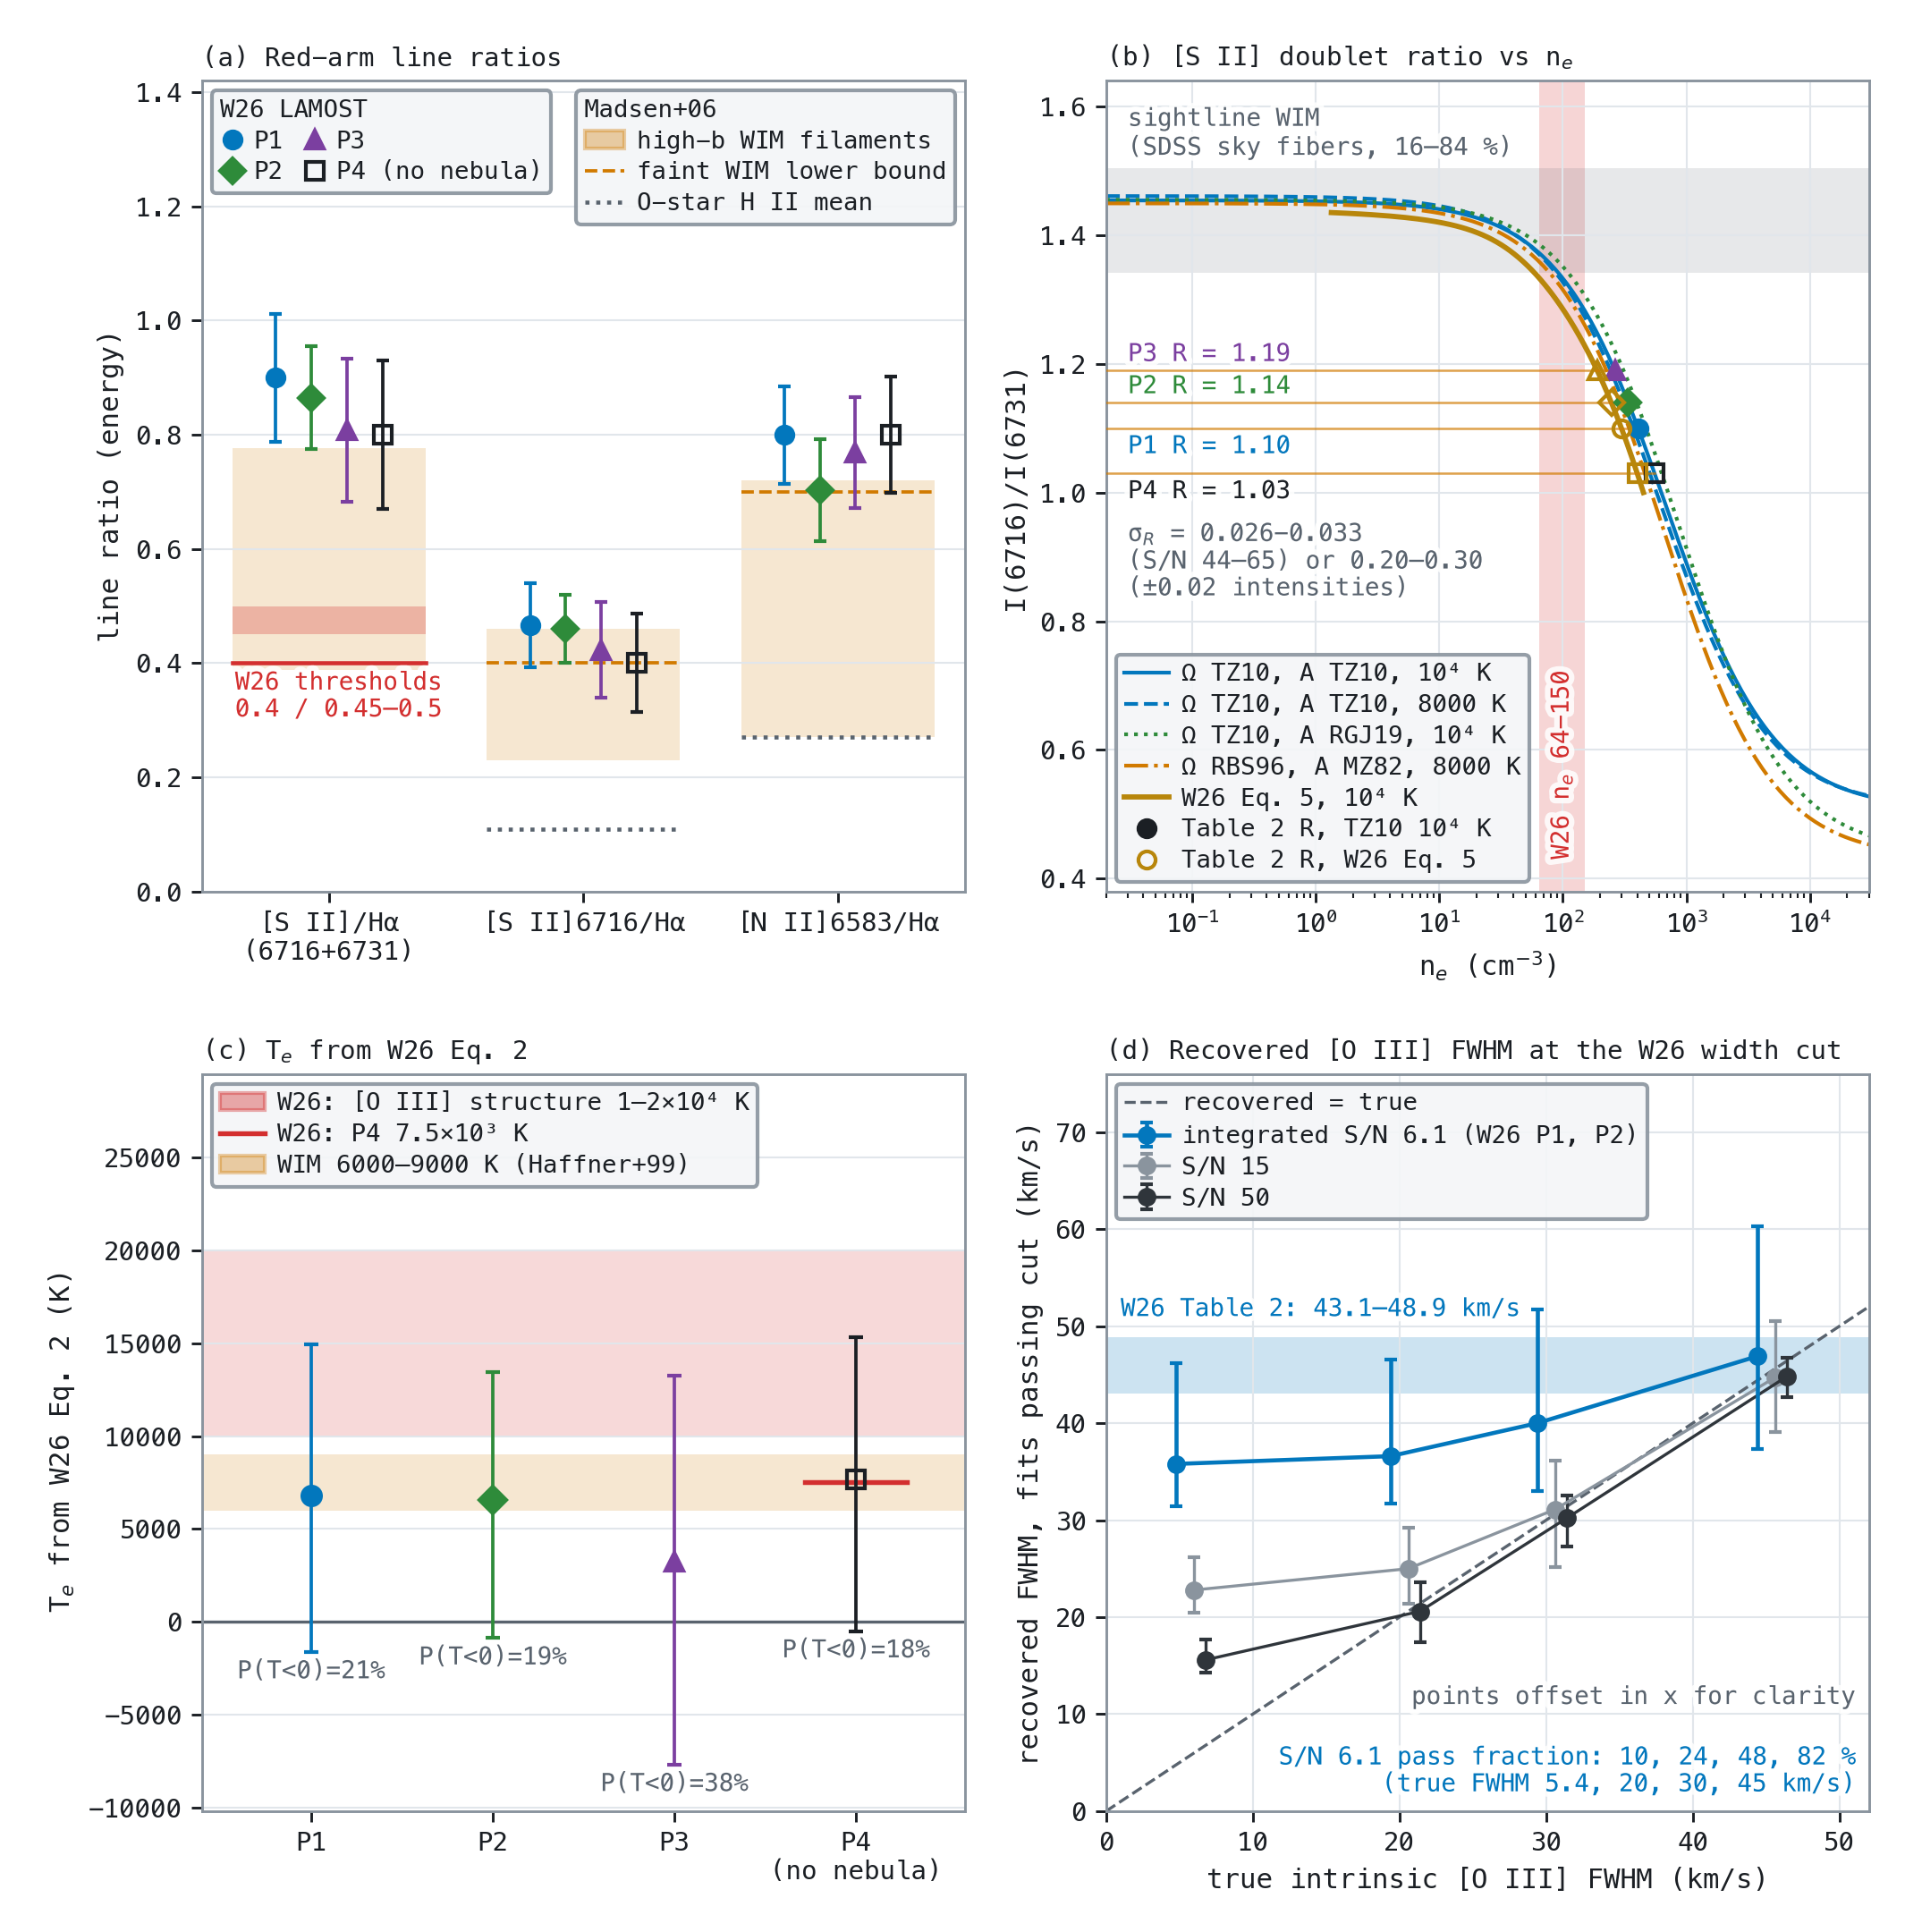 (a) Red−arm line ratios
W26 LAMOST
P1 P3
P2 P4 (no nebula)
Madsen+06
high−b WIM filaments
faint WIM lower bound
O−star H II mean
line ratio (energy)
1.4
1.2
1.0
0.8
0.6
0.4
0.2
0.0
W26 thresholds
0.4 / 0.45–0.5
[S II]/Hα
(6716+6731)
[S II]6716/Hα
[N II]6583/Hα
(b) [S II] doublet ratio vs nₑ
sightline WIM
(SDSS sky fibers, 16–84 %)
I(6716)/I(6731)
1.6
1.4
1.2
1.0
0.8
0.6
0.4
P3 R = 1.19
P2 R = 1.14
P1 R = 1.10
P4 R = 1.03
σ_R = 0.026–0.033
(S/N 44–65) or 0.20–0.30
(±0.02 intensities)
Ω TZ10, A TZ10, 10⁴ K
Ω TZ10, A TZ10, 8000 K
Ω TZ10, A RGJ19, 10⁴ K
Ω RBS96, A MZ82, 8000 K
W26 Eq. 5, 10⁴ K
Table 2 R, TZ10 10⁴ K
Table 2 R, W26 Eq. 5
W26 nₑ 64–150
10⁻¹ 10⁰ 10¹ 10² 10³ 10⁴
nₑ (cm⁻³)
(c) Tₑ from W26 Eq. 2
W26: [O III] structure 1–2×10⁴ K
W26: P4 7.5×10³ K
WIM 6000–9000 K (Haffner+99)
Tₑ from W26 Eq. 2 (K)
25000
20000
15000
10000
5000
0
−5000
−10000
P(T<0)=21%
P(T<0)=19%
P(T<0)=38%
P(T<0)=18%
P1 P2 P3 P4
(no nebula)
(d) Recovered [O III] FWHM at the W26 width cut
recovered = true
integrated S/N 6.1 (W26 P1, P2)
S/N 15
S/N 50
recovered FWHM, fits passing cut (km/s)
70
60
50
40
30
20
10
0
W26 Table 2: 43.1–48.9 km/s
points offset in x for clarity
S/N 6.1 pass fraction: 10, 24, 48, 82 %
(true FWHM 5.4, 20, 30, 45 km/s)
0 10 20 30 40 50
true intrinsic [O III] FWHM (km/s)